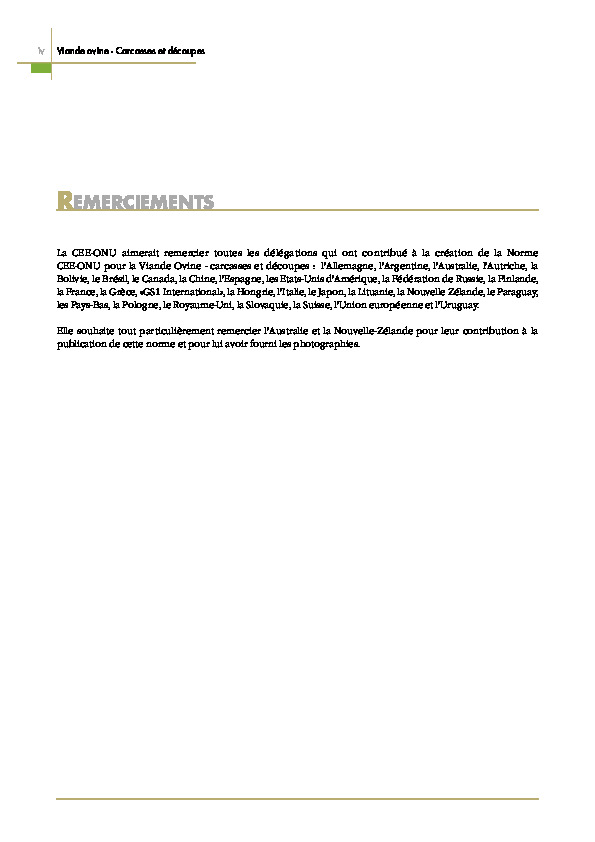 iv Viande ovine - Carcasses et découpes
REMERCIEMENTS
La CEE-ONU aimerait remercier toutes les délégations qui ont contribué à la création de la Norme
CEE-ONU pour la Viande Ovine - carcasses et découpes : l'Allemagne, l'Argentine, l'Australie, l'Autriche, la
Bolivie, le Brésil, le Canada, la Chine, l'Espagne, les Etats-Unis d'Amérique, la Fédération de Russie, la Finlande,
la France, la Grèce, «GS1 International», la Hongrie, l'Italie, le Japon, la Lituanie, la Nouvelle Zélande, le Paraguay,
les Pays-Bas, la Pologne, le Royaume-Uni, la Slovaquie, la Suisse, l'Union européenne et l'Uruguay.
Elle souhaite tout particulièrement remercier l'Australie et la Nouvelle-Zélande pour leur contribution à la
publication de cette norme et pour lui avoir fourni les photographies.